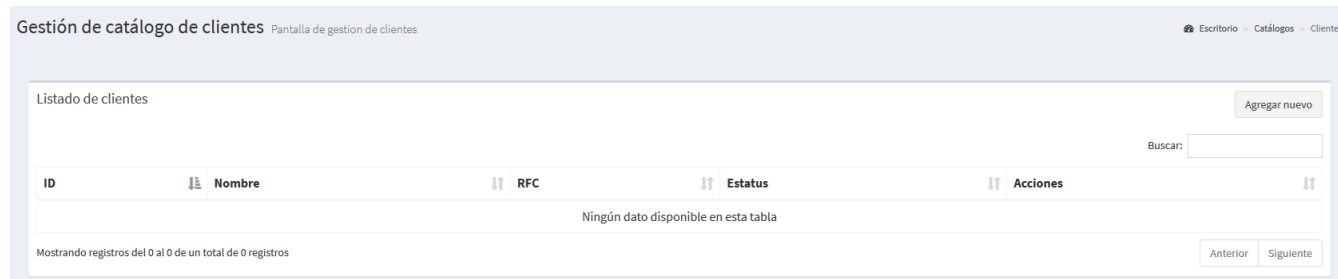 Gestión de catálogo de clientes Pantalla de gestion de clientes
Escritorio > Catálogos > Cliente
Listado de clientes
Agregar nuevo
Buscar:
ID Nombre RFC Estatus Acciones
Ningún dato disponible en esta tabla
Mostrando registros del 0 al 0 de un total de 0 registros
Anterior Siguiente